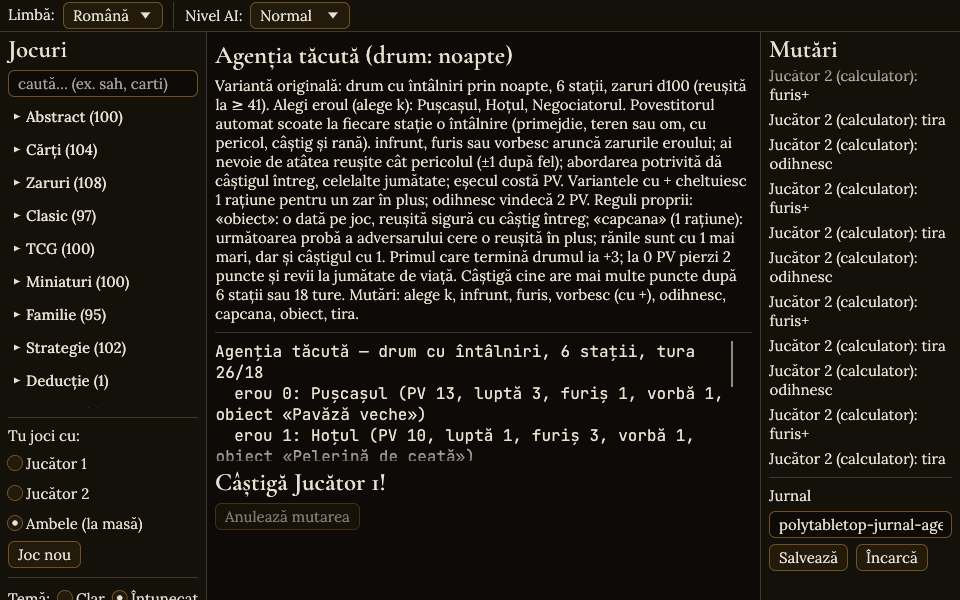 Limbă: Română ▼ Nivel AI: Normal ▼
Jocuri
caută... (ex. sah, carti)
▸ Abstract (100)
▸ Cărți (104)
▸ Zaruri (108)
▸ Clasic (97)
▸ TCG (100)
▸ Miniaturi (100)
▸ Familie (95)
▸ Strategie (102)
▸ Deducție (1)
Tu joci cu:
Jucător 1
Jucător 2
Ambele (la masă)
Joc nou
Temă: Clar Întunecat
Agenția tăcută (drum: noapte)
Variantă originală: drum cu întâlniri prin noapte, 6 stații, zaruri d100 (reușită
la ≥ 41). Alegi eroul (alege k): Pușcașul, Hoțul, Negociatorul. Povestitorul
automat scoate la fiecare stație o întâlnire (primejdie, teren sau om, cu
pericol, câștig și rană). infrunt, furis sau vorbesc aruncă zarurile eroului; ai
nevoie de atâtea reușite cât pericolul (±1 după fel); abordarea potrivită dă
câștigul întreg, celelalte jumătate; eșecul costă PV. Variantele cu + cheltuiesc
1 rațiune pentru un zar în plus; odihnesc vindecă 2 PV. Reguli proprii:
«obiect»: o dată pe joc, reușită sigură cu câștig întreg; «capcana» (1 rațiune):
următoarea probă a adversarului cere o reușită în plus; rănile sunt cu 1 mai
mari, dar și câștigul cu 1. Primul care termină drumul ia +3; la 0 PV pierzi 2
puncte și revii la jumătate de viață. Câștigă cine are mai multe puncte după
6 stații sau 18 ture. Mutări: alege k, infrunt, furis, vorbesc (cu +), odihnesc,
capcana, obiect, tira.
Agenția tăcută — drum cu întâlniri, 6 stații, tura
26/18
erou 0: Pușcașul (PV 13, luptă 3, furiș 1, vorbă 1,
obiect «Pavăză veche»)
erou 1: Hoțul (PV 10, luptă 1, furiș 3, vorbă 1,
obiect «Pelerină de ceață»)
Câștigă Jucător 1!
Anulează mutarea
Mutări
Jucător 2 (calculator):
furis+
Jucător 2 (calculator): tira
Jucător 2 (calculator):
odihnesc
Jucător 2 (calculator):
furis+
Jucător 2 (calculator): tira
Jucător 2 (calculator):
odihnesc
Jucător 2 (calculator):
furis+
Jucător 2 (calculator): tira
Jucător 2 (calculator):
odihnesc
Jucător 2 (calculator):
furis+
Jucător 2 (calculator): tira
Jurnal
polytabletop-jurnal-age
Salvează Încarcă